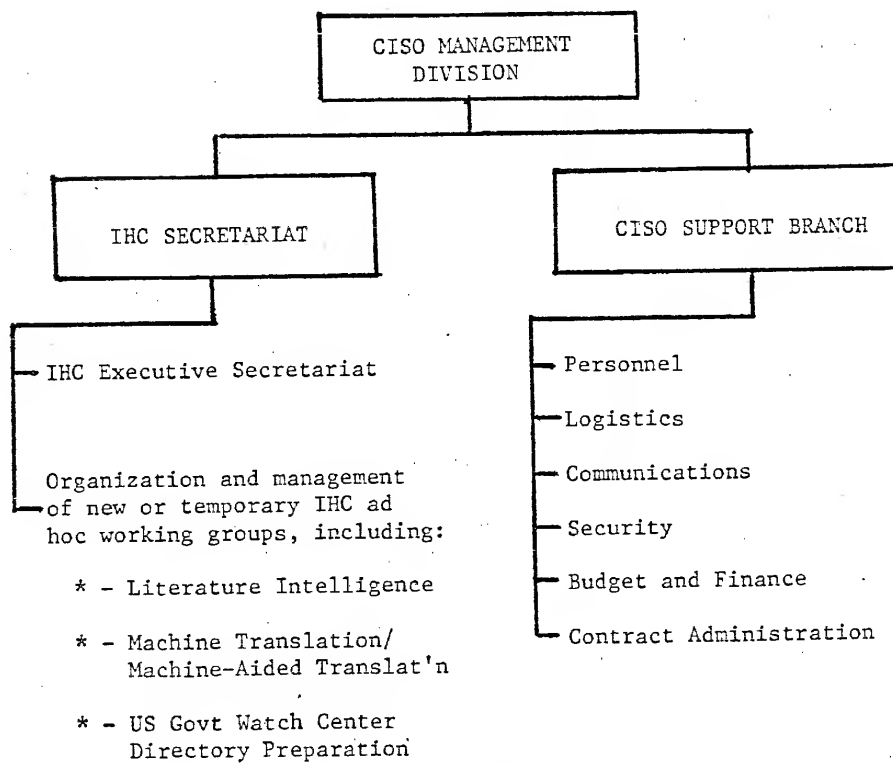 CISO MANAGEMENT
DIVISION
IHC SECRETARIAT
IHC Executive Secretariat
Organization and management
of new or temporary IHC ad
hoc working groups, including:
* - Literature Intelligence
* - Machine Translation/
Machine-Aided Translat'n
* - US Govt Watch Center
Directory Preparation
CISO SUPPORT BRANCH
Personnel
Logistics
Communications
Security
Budget and Finance
Contract Administration